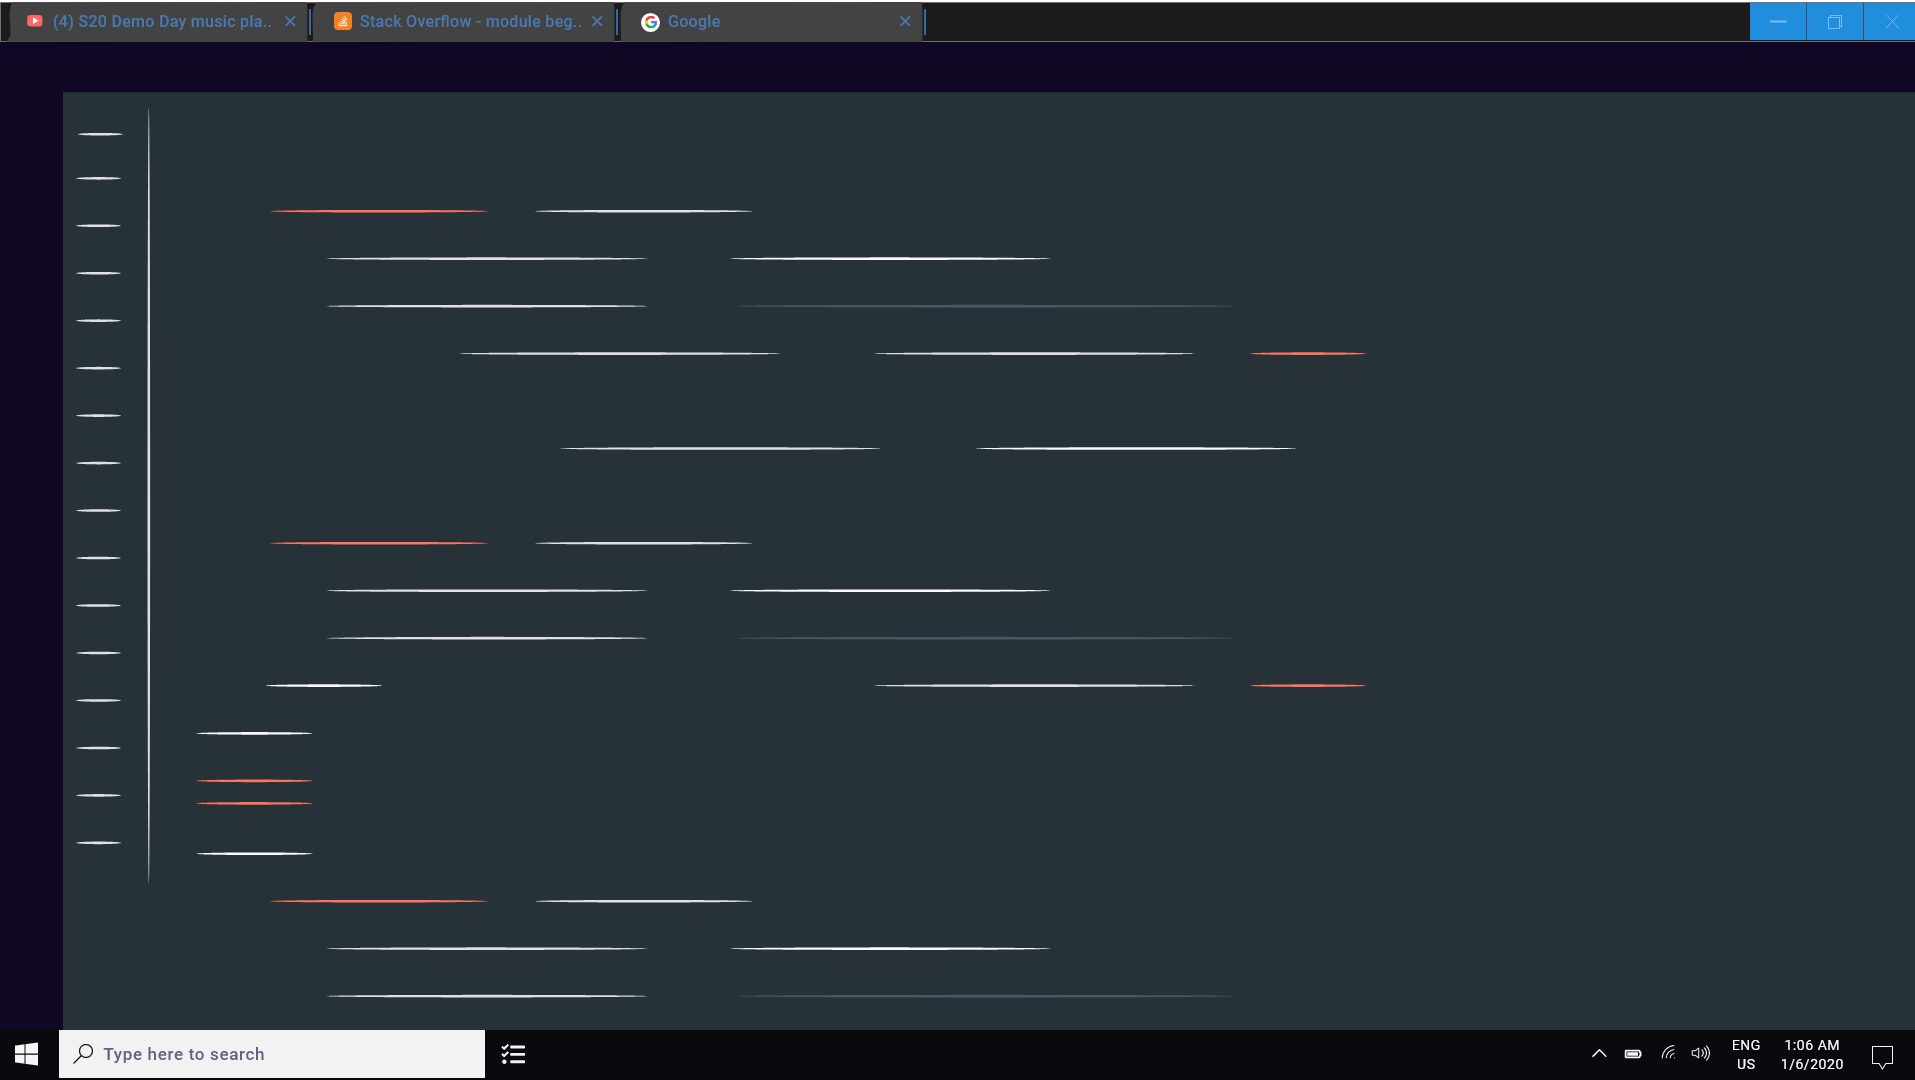 (4) S20 Demo Day music pla..
Stack Overflow - module beg..
Google
Type here to search
ENG
US
1:06 AM
1/6/2020